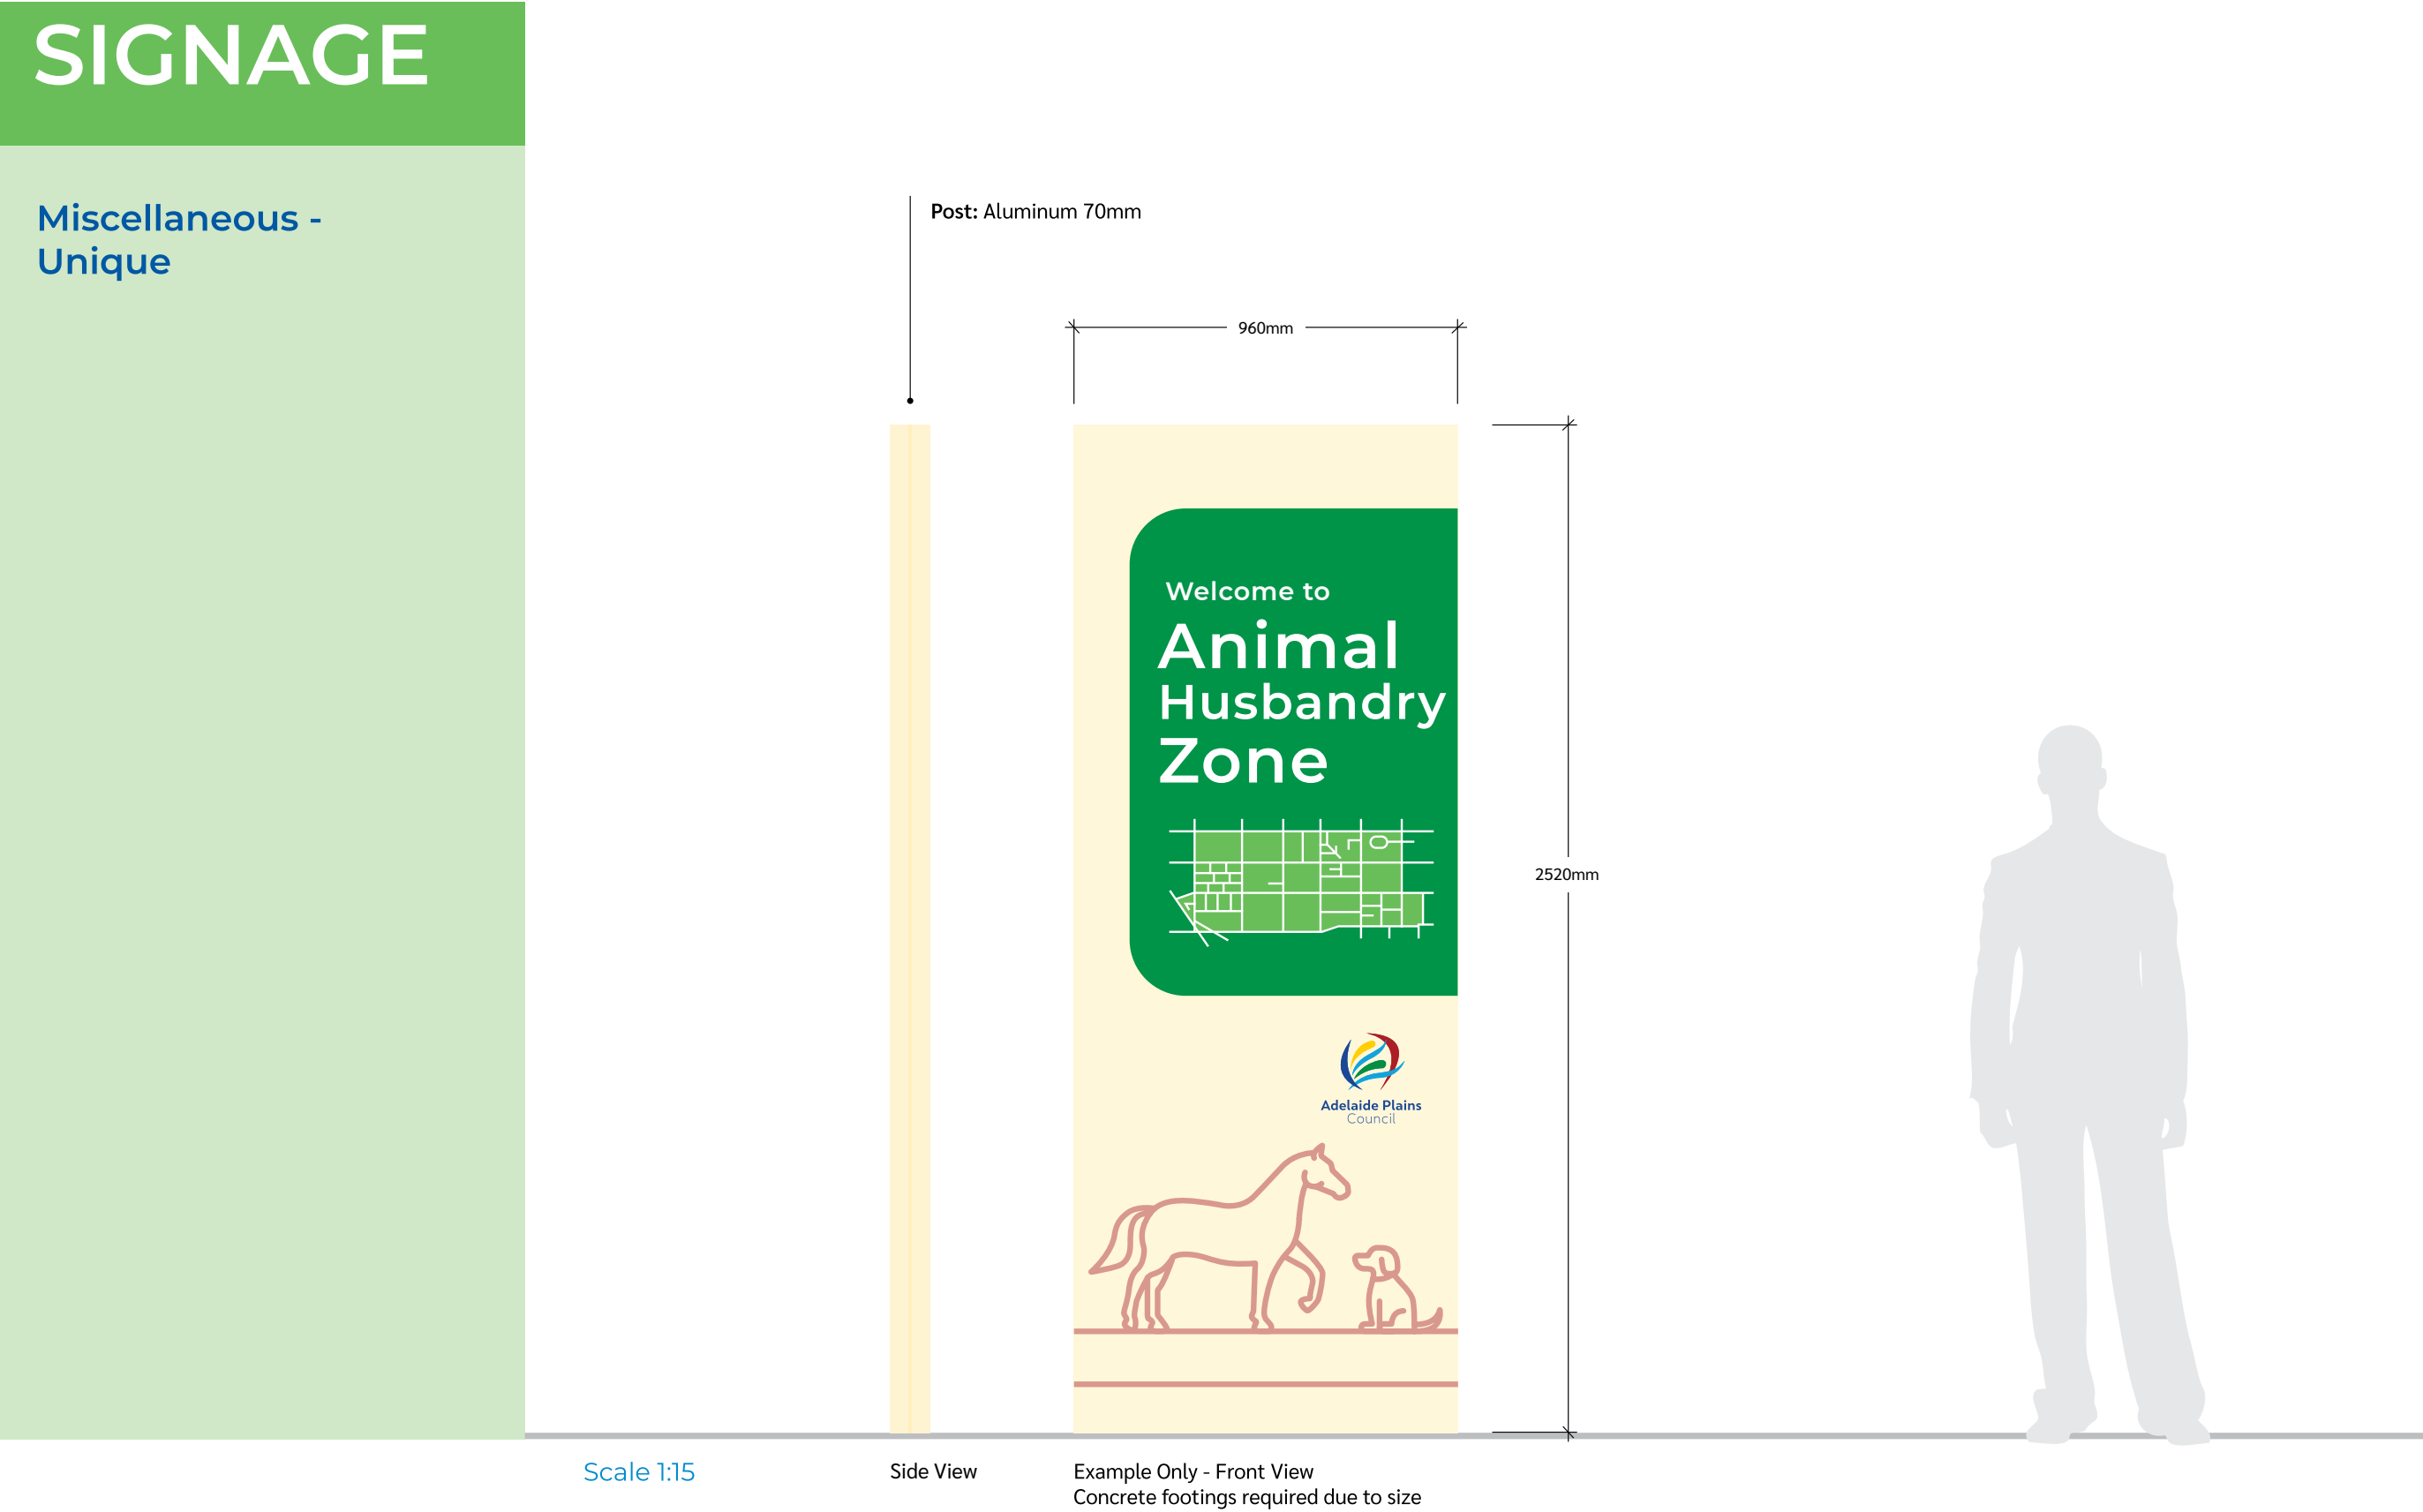 SIGNAGE
Miscellaneous -
Unique
Post: Aluminum 70mm
960mm
Welcome to
Animal
Husbandry
Zone
2520mm
Adelaide Plains
Council
Scale 1:15
Side View
Example Only - Front View
Concrete footings required due to size